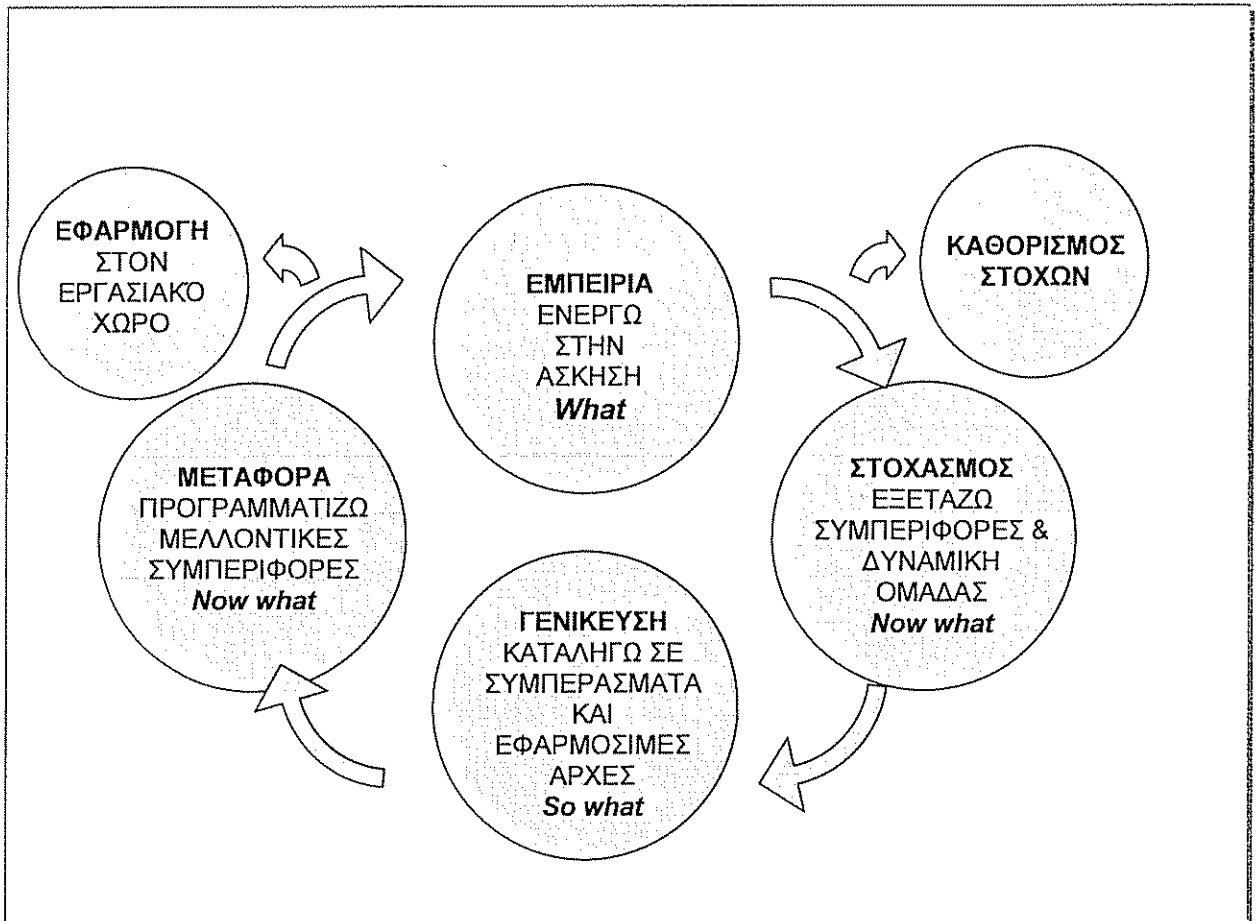 ΕΦΑΡΜΟΓΗ
ΣΤΟΝ
ΕΡΓΑΣΙΑΚΌ
ΧΩΡΟ
ΕΜΠΕΙΡΙΑ
ΕΝΕΡΓΩ
ΣΤΗΝ
ΑΣΚΗΣΗ
What
ΚΑΘΟΡΙΣΜΟΣ
ΣΤΟΧΩΝ
ΣΤΟΧΑΣΜΟΣ
ΕΞΕΤΑΖΩ
ΣΥΜΠΕΡΙΦΟΡΕΣ &
ΔΥΝΑΜΙΚΗ
ΟΜΑΔΑΣ
Now what
ΓΕΝΙΚΕΥΣΗ
ΚΑΤΑΛΗΓΩ ΣΕ
ΣΥΜΠΕΡΑΣΜΑΤΑ
ΚΑΙ
ΕΦΑΡΜΟΣΙΜΕΣ
ΑΡΧΕΣ
So what
ΜΕΤΑΦΟΡΑ
ΠΡΟΓΡΑΜΜΑΤΙΖΩ
ΜΕΛΛΟΝΤΙΚΕΣ
ΣΥΜΠΕΡΙΦΟΡΕΣ
Now what